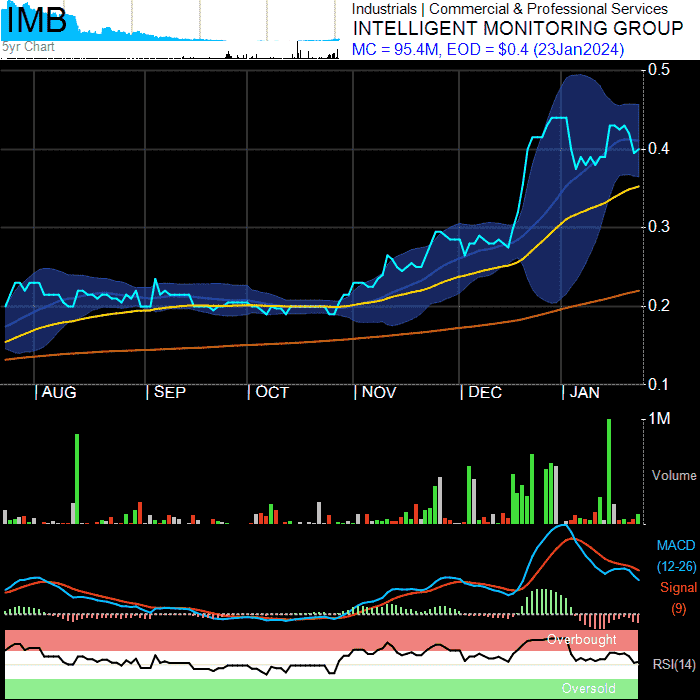 IMB
5yr Chart
Industrials | Commercial & Professional Services
INTELLIGENT MONITORING GROUP
MC = 95.4M, EOD = $0.4 (23Jan2024)
0.5
0.4
0.3
0.2
0.1
| AUG | SEP | OCT | NOV | DEC | JAN
1M
Volume
MACD
(12-26)
Signal
(9)
Overbought
RSI(14)
Oversold